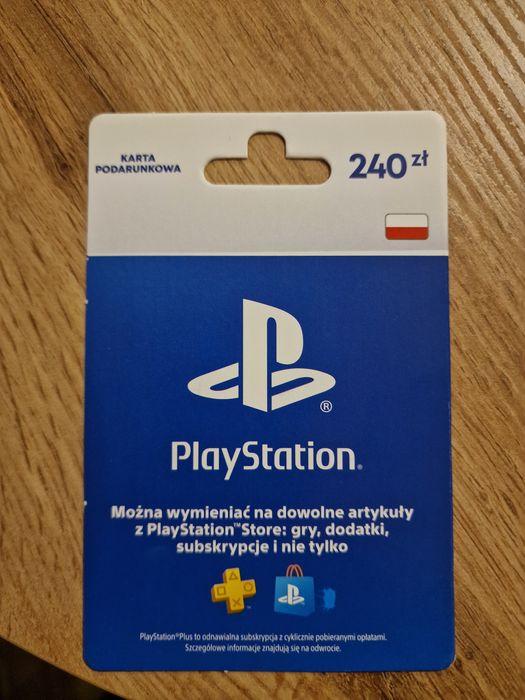 KARTA
PODARUNKOWA
240 zł
PlayStation®
Można wymieniać na dowolne artykuły
z PlayStation™Store: gry, dodatki,
subskrypcje i nie tylko
PlayStation®Plus to odnawialna subskrypcja z cyklicznie pobieranymi opłatami.
Szczegółowe informacje znajdują się na odwrocie.